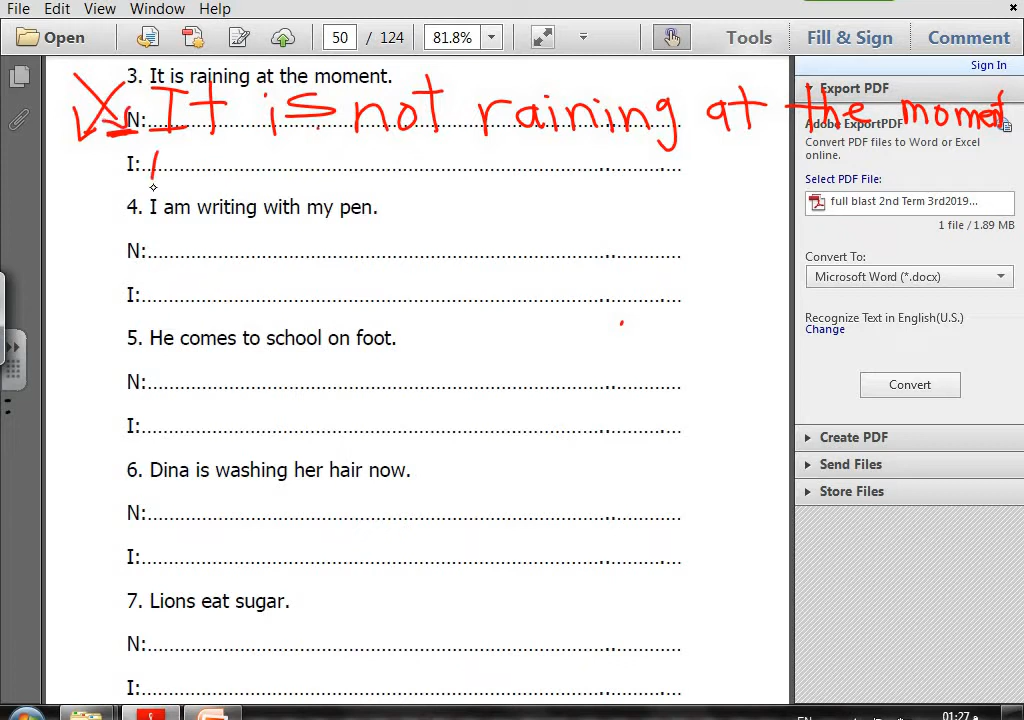 File Edit View Window Help
Open 50 / 124 81.8% Tools Fill & Sign Comment
Sign In
Export PDF
3. It is raining at the moment.
N: It is not raining at the moment
I:
4. I am writing with my pen.
N:
I:
5. He comes to school on foot.
N:
I:
6. Dina is washing her hair now.
N:
I:
7. Lions eat sugar.
N:
I:
Adobe ExportPDF
Convert PDF files to Word or Excel
online.
Select PDF File:
full blast 2nd Term 3rd2019...
1 file / 1.89 MB
Convert To:
Microsoft Word (*.docx)
Recognize Text in English(U.S.)
Change
Convert
Create PDF
Send Files
Store Files
EN 01:27